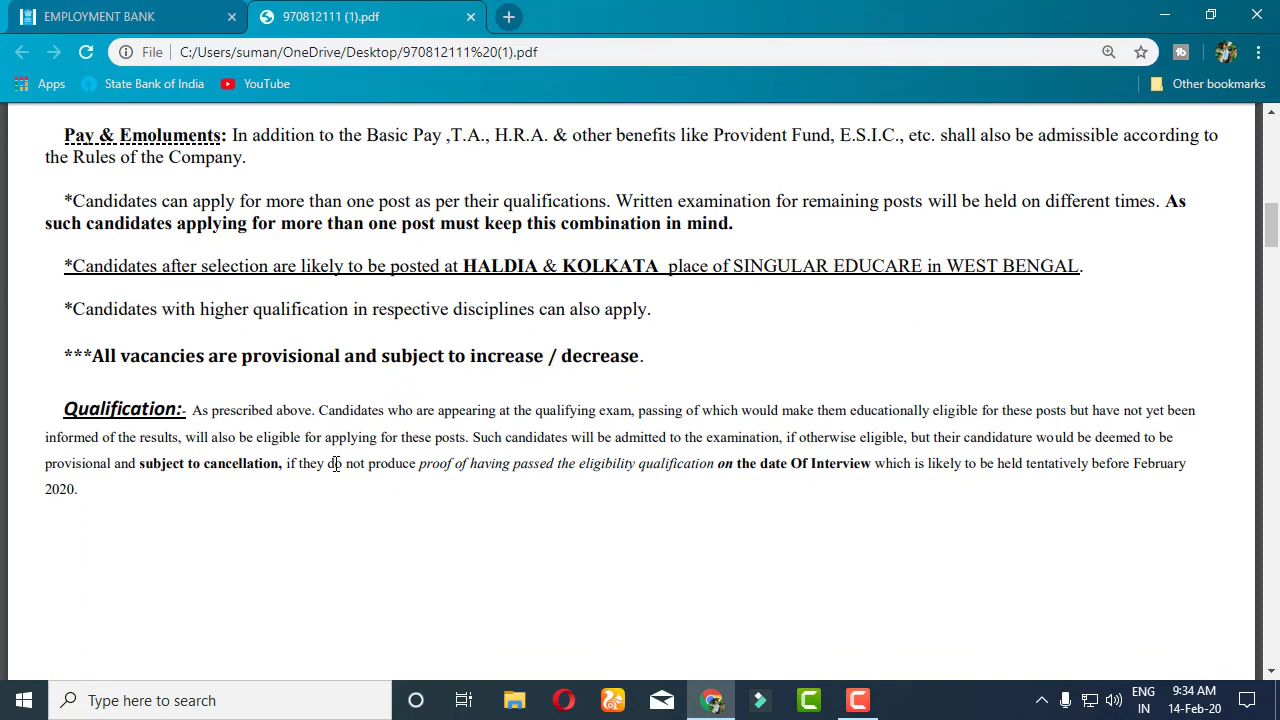 EMPLOYMENT BANK
970812111 (1).pdf
File C:/Users/suman/OneDrive/Desktop/970812111%20(1).pdf
Apps State Bank of India YouTube Other bookmarks
Pay & Emoluments: In addition to the Basic Pay ,T.A., H.R.A. & other benefits like Provident Fund, E.S.I.C., etc. shall also be admissible according to
the Rules of the Company.
*Candidates can apply for more than one post as per their qualifications. Written examination for remaining posts will be held on different times. As
such candidates applying for more than one post must keep this combination in mind.
*Candidates after selection are likely to be posted at HALDIA & KOLKATA place of SINGULAR EDUCARE in WEST BENGAL.
*Candidates with higher qualification in respective disciplines can also apply.
***All vacancies are provisional and subject to increase / decrease.
Qualification:- As prescribed above. Candidates who are appearing at the qualifying exam, passing of which would make them educationally eligible for these posts but have not yet been
informed of the results, will also be eligible for applying for these posts. Such candidates will be admitted to the examination, if otherwise eligible, but their candidature would be deemed to be
provisional and subject to cancellation, if they do not produce proof of having passed the eligibility qualification on the date Of Interview which is likely to be held tentatively before February
2020.
Type here to search
ENG
IN
9:34 AM
14-Feb-20